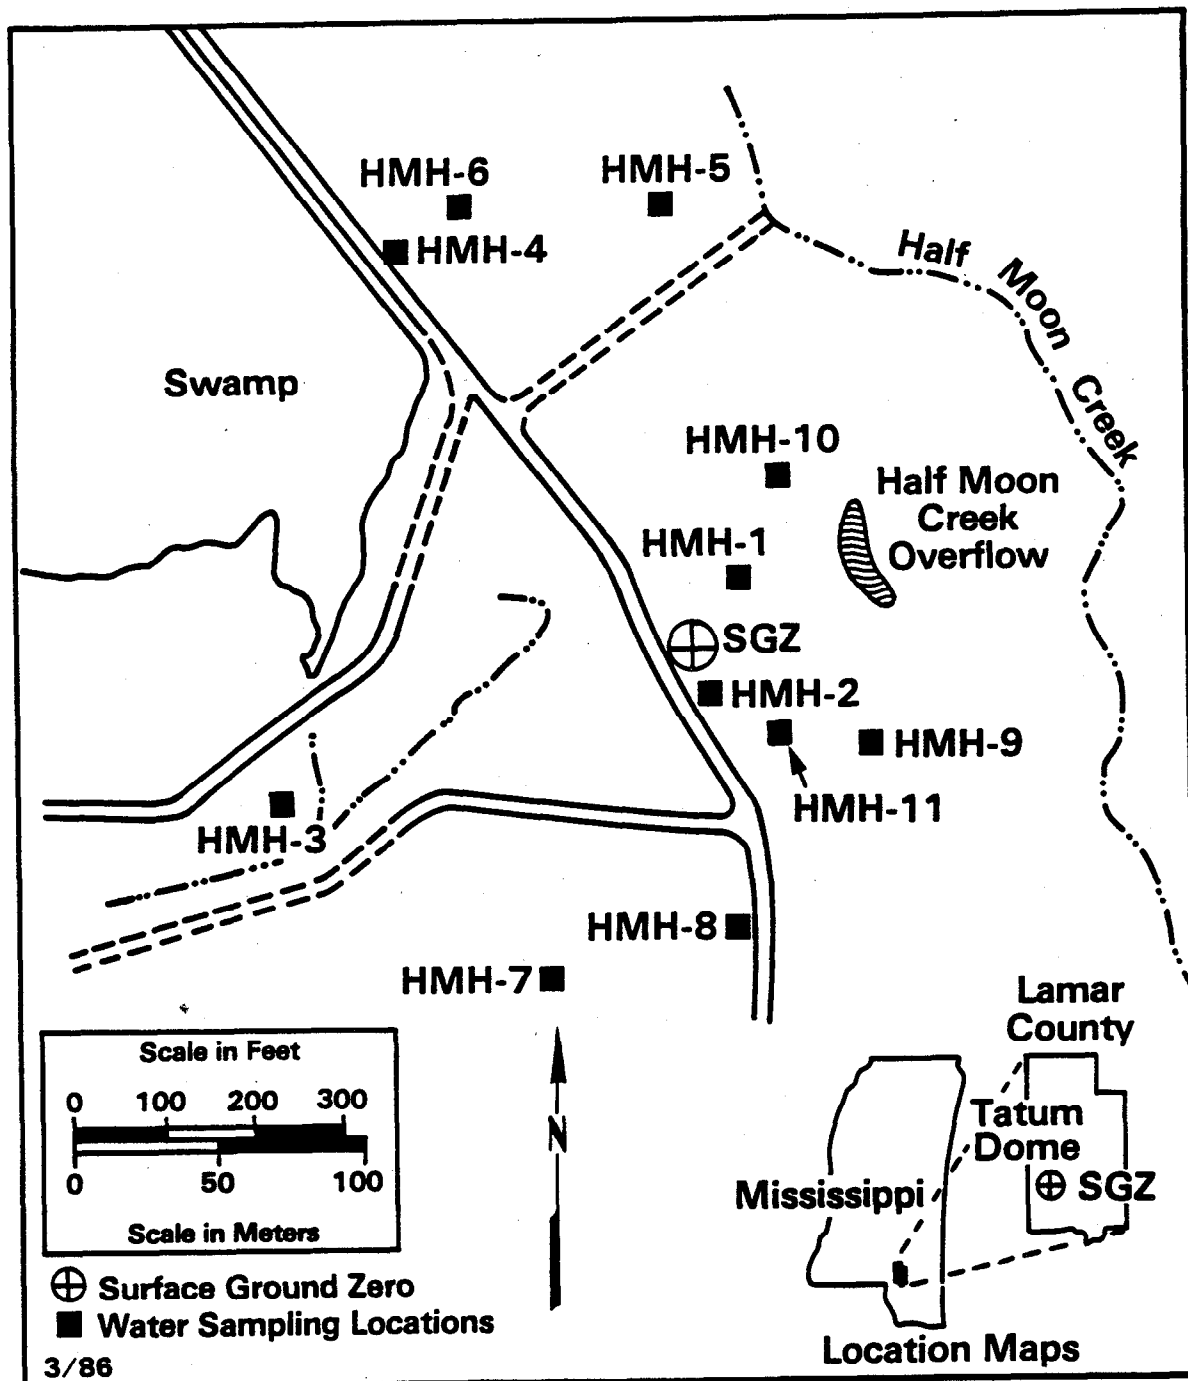 HMH-6
HMH-5
HMH-4
Half Moon Creek
Swamp
HMH-10
Half Moon
Creek
Overflow
HMH-1
SGZ
HMH-2
HMH-9
HMH-11
HMH-3
HMH-8
HMH-7
Lamar
County
Scale in Feet
0 100 200 300
0 50 100
Scale in Meters
N
Tatum
Dome
Mississippi
SGZ
Surface Ground Zero
Water Sampling Locations
Location Maps
3/86